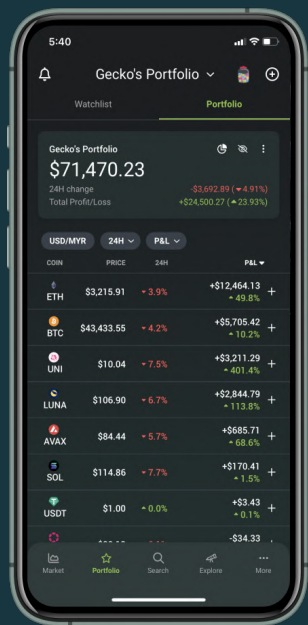 5:40
Gecko's Portfolio
Watchlist Portfolio
Gecko's Portfolio
$71,470.23
24H change -$3,692.89 (▼4.91%)
Total Profit/Loss +$24,500.27 (▲23.93%)
USD/MYR 24H P&L
COIN PRICE 24H P&L ▼
+$12,464.13
ETH $3,215.91 ▼3.9% ▲49.8% +
+$5,705.42
BTC $43,433.55 ▼4.2% ▲10.2% +
+$3,211.29
UNI $10.04 ▼7.5% ▲401.4% +
+$2,844.79
LUNA $106.90 ▼6.7% ▲113.8% +
+$685.71
AVAX $84.44 ▼5.7% ▲68.6% +
+$170.41
SOL $114.86 ▼7.7% ▲1.5% +
+$3.43
USDT $1.00 ▲0.0% ▲0.1% +
-$34.33
Market Portfolio Search Explore More